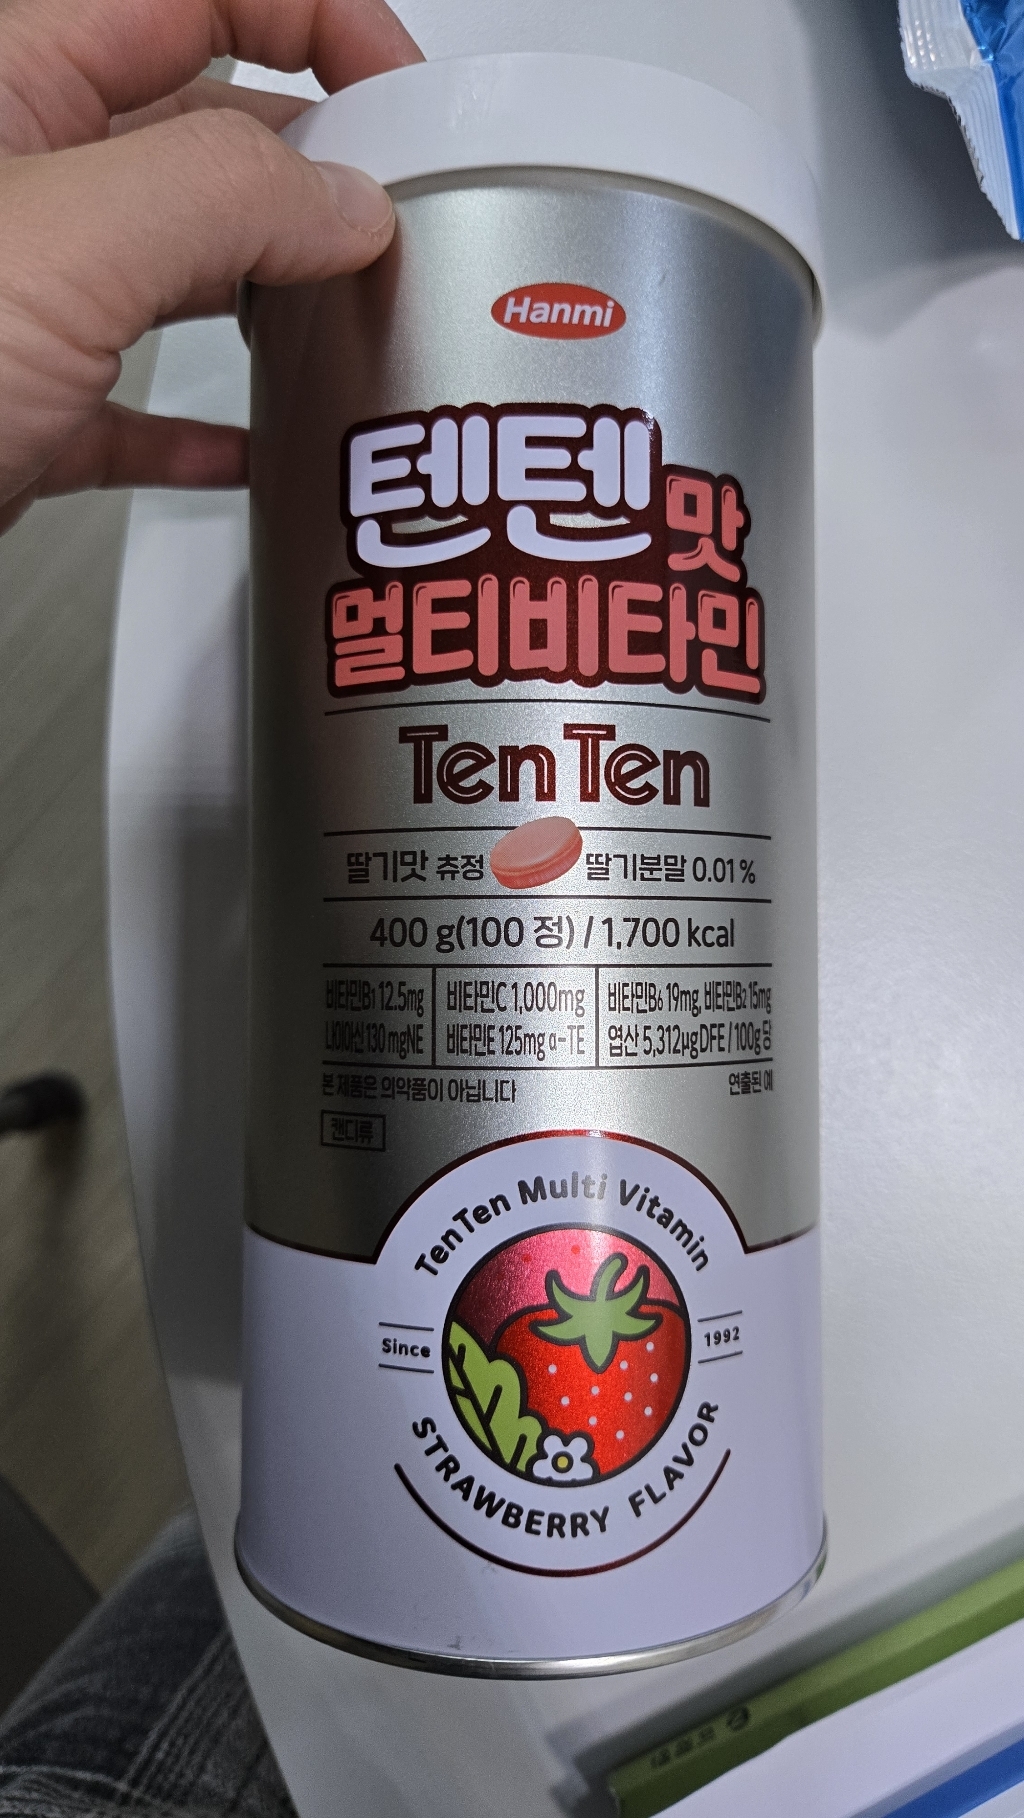 Hanmi
텐텐맛
멀티비타민
TenTen
딸기맛 츄정 딸기분말 0.01 %
400 g(100 정) / 1,700 kcal
비타민B1 12.5mg 비타민C 1,000mg 비타민B6 19mg, 비타민B2 15mg
나이아신 130 mgNE 비타민E 125mg α-TE 엽산 5,312µgDFE / 100g 당
본 제품은 의약품이 아닙니다 연출된 예
캔디류
TenTen Multi Vitamin
Since 1992
STRAWBERRY FLAVOR